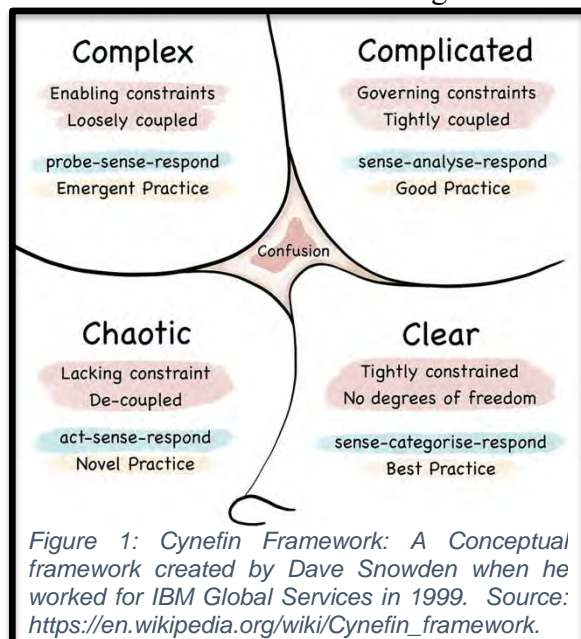 Complex
Enabling constraints
Loosely coupled
probe-sense-respond
Emergent Practice
Complicated
Governing constraints
Tightly coupled
sense-analyse-respond
Good Practice
Confusion
Chaotic
Lacking constraint
De-coupled
act-sense-respond
Novel Practice
Clear
Tightly constrained
No degrees of freedom
sense-categorise-respond
Best Practice
Figure 1: Cynefin Framework: A Conceptual
framework created by Dave Snowden when he
worked for IBM Global Services in 1999. Source:
https://en.wikipedia.org/wiki/Cynefin_framework.